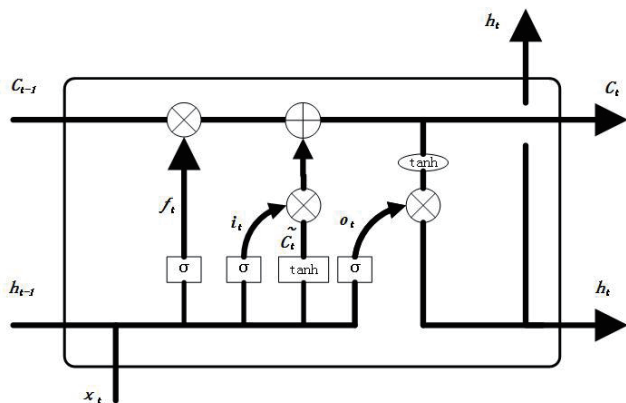 h_t
C_{t-1}
C_t
tanh
f_t
i_t
C̃_t
o_t
σ
σ
tanh
σ
h_{t-1}
h_t
x_t